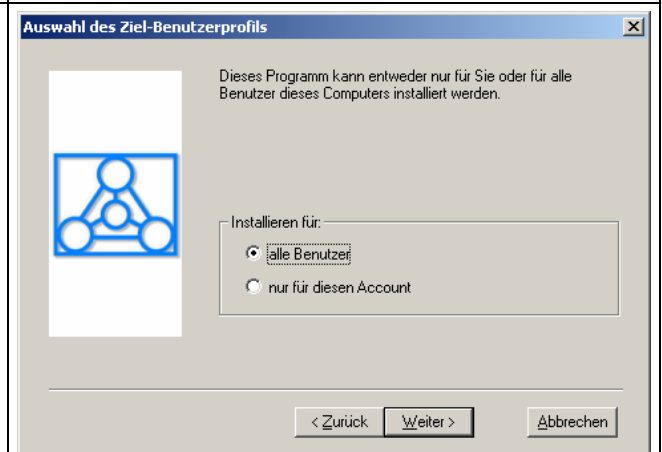 Auswahl des Ziel-Benutzerprofils
Dieses Programm kann entweder nur für Sie oder für alle
Benutzer dieses Computers installiert werden.
Installieren für:
alle Benutzer
nur für diesen Account
< Zurück Weiter > Abbrechen